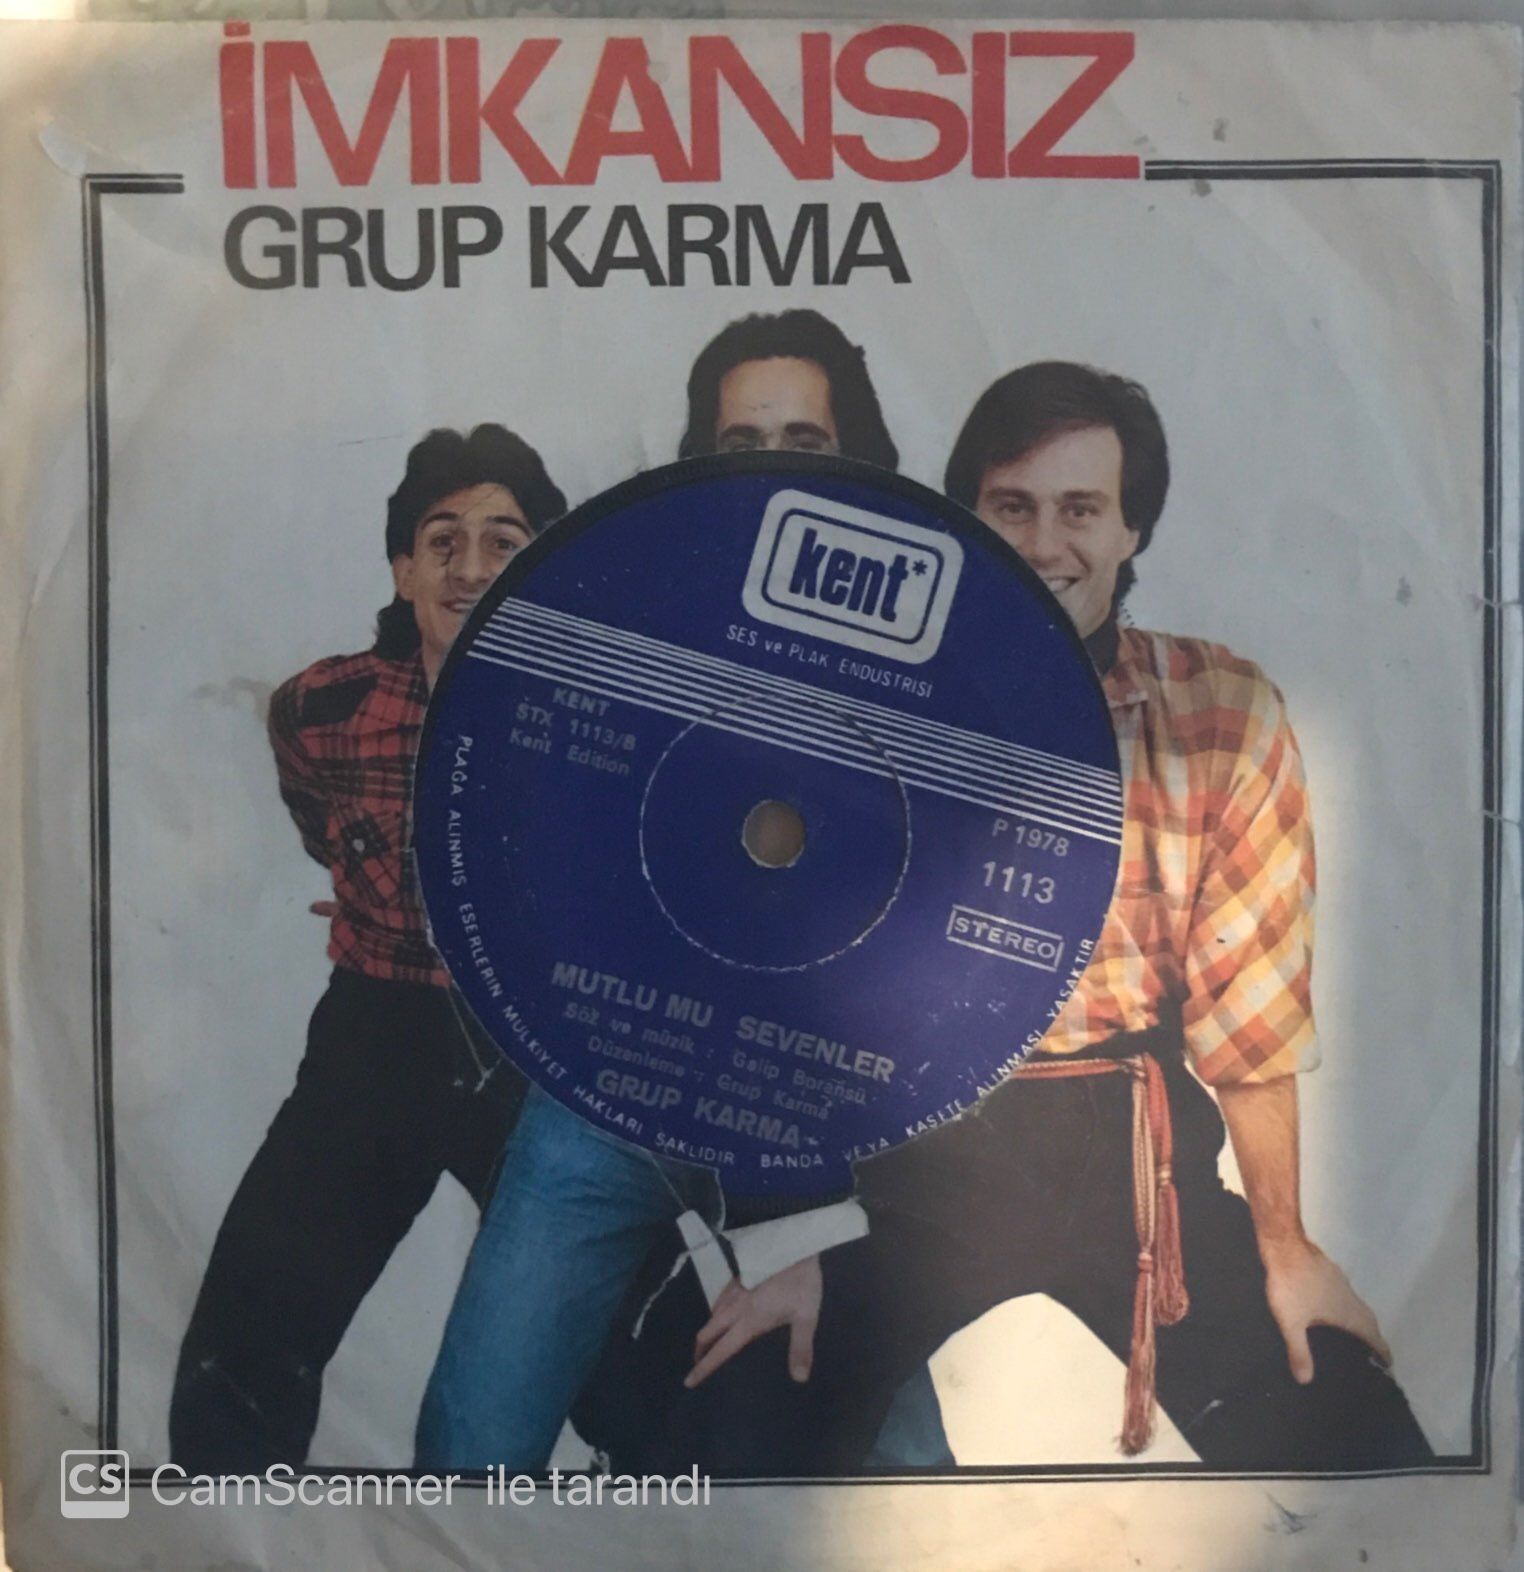 İMKANSIZ
GRUP KARMA
kent*
SES ve PLAK ENDUSTRISİ
KENT
STX 1113/B
Kent Edition
P 1978
1113
STEREO
MUTLU MU SEVENLER
Söz ve müzik : Galip Boransü
Düzenleme : Grup Karma
GRUP KARMA
PLAĞA ALINMIŞ ESERLERİN MÜLKİYET HAKLARI SAKLIDIR BANDA VEYA KASETE ALINMASI YASAKTIR
CS CamScanner ile tarandı